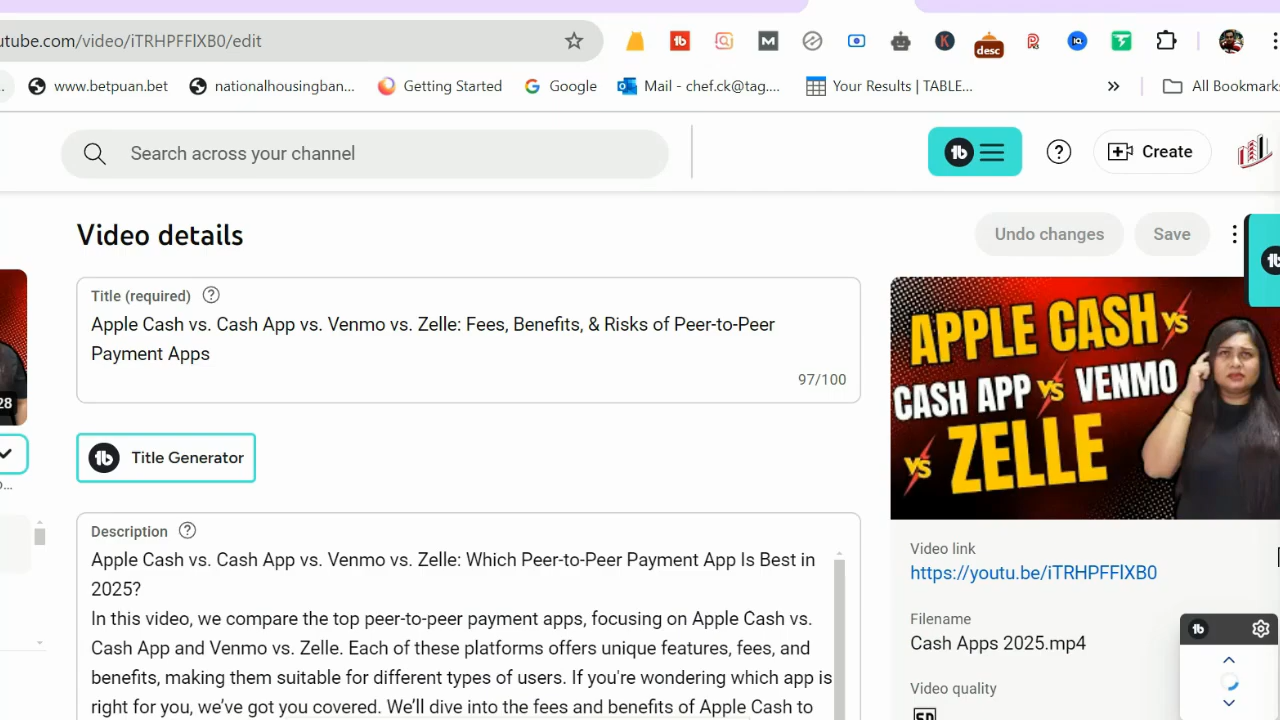 utube.com/video/iTRHPFFlXB0/edit
desc
www.betpuan.bet
nationalhousingban...
Getting Started
Google
Mail - chef.ck@tag....
Your Results | TABLE...
»
All Bookmarks
Search across your channel
Create
Video details
Undo changes
Save
Title (required)
Apple Cash vs. Cash App vs. Venmo vs. Zelle: Fees, Benefits, & Risks of Peer-to-Peer
Payment Apps
97/100
Title Generator
Description
Apple Cash vs. Cash App vs. Venmo vs. Zelle: Which Peer-to-Peer Payment App Is Best in
2025?
In this video, we compare the top peer-to-peer payment apps, focusing on Apple Cash vs.
Cash App and Venmo vs. Zelle. Each of these platforms offers unique features, fees, and
benefits, making them suitable for different types of users. If you're wondering which app is
right for you, we've got you covered. We'll dive into the fees and benefits of Apple Cash to
28
APPLE CASH VS
CASH APP VS VENMO
VS ZELLE
Video link
https://youtu.be/iTRHPFFlXB0
Filename
Cash Apps 2025.mp4
Video quality
SD